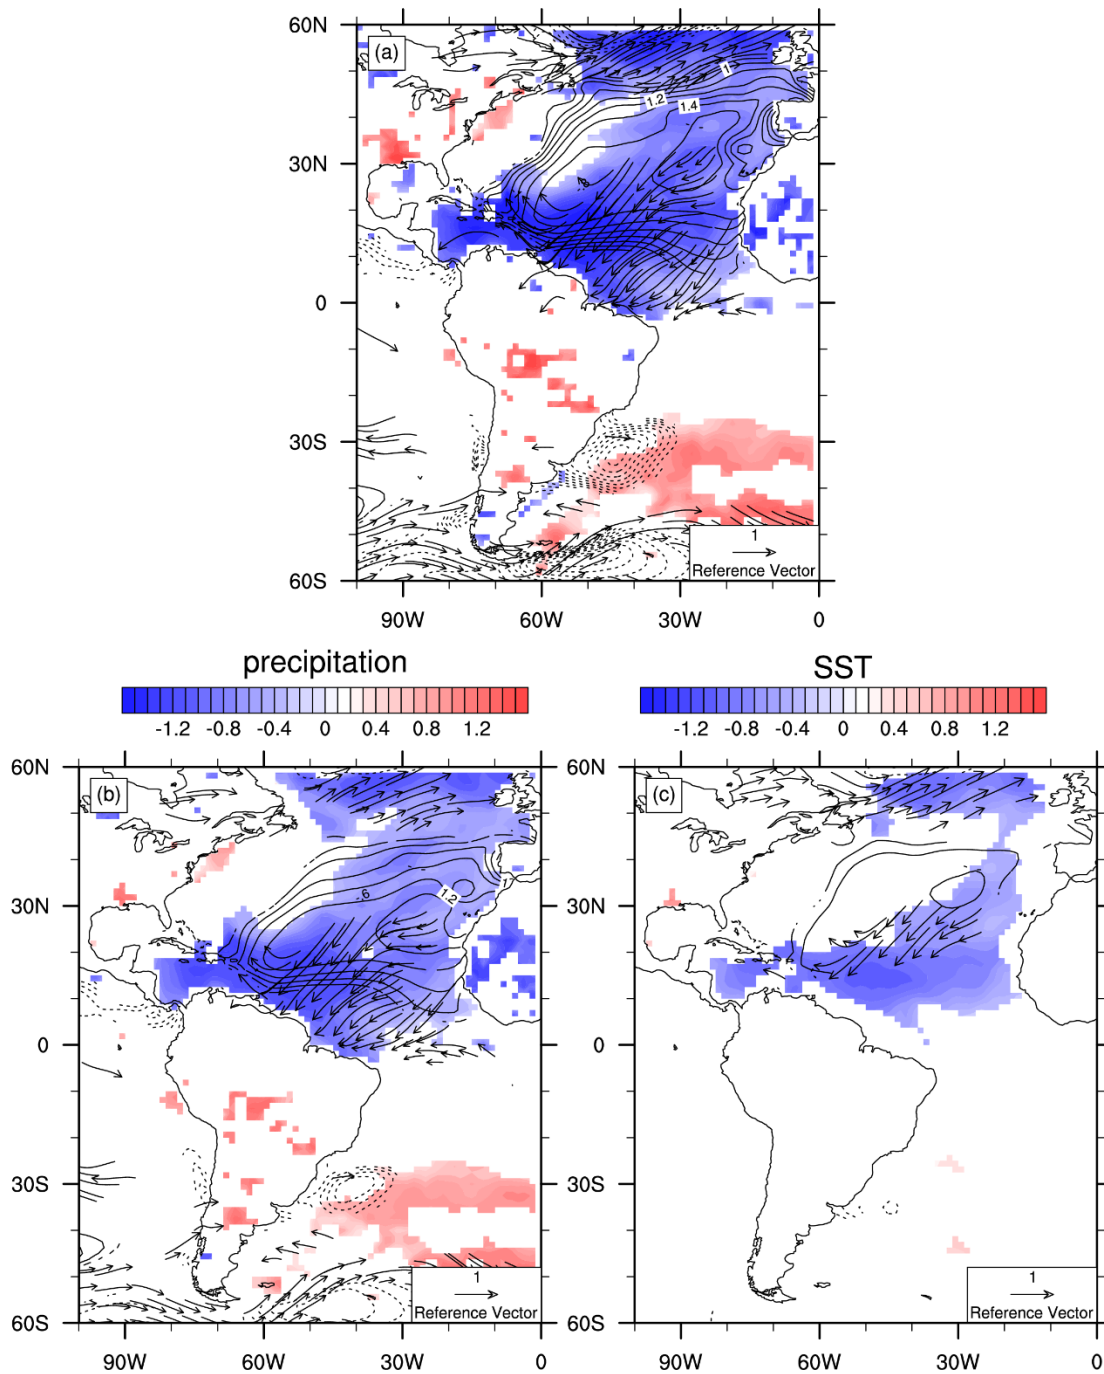 60N
(a)
1
1.2
1.4
30N
0
30S
1
Reference Vector
60S
90W 60W 30W 0
precipitation SST
-1.2 -0.8 -0.4 0 0.4 0.8 1.2 -1.2 -0.8 -0.4 0 0.4 0.8 1.2
60N 60N
(b) (c)
1
.6
1.2
30N 30N
0 0
30S 30S
1 1
Reference Vector Reference Vector
60S 60S
90W 60W 30W 0 90W 60W 30W 0